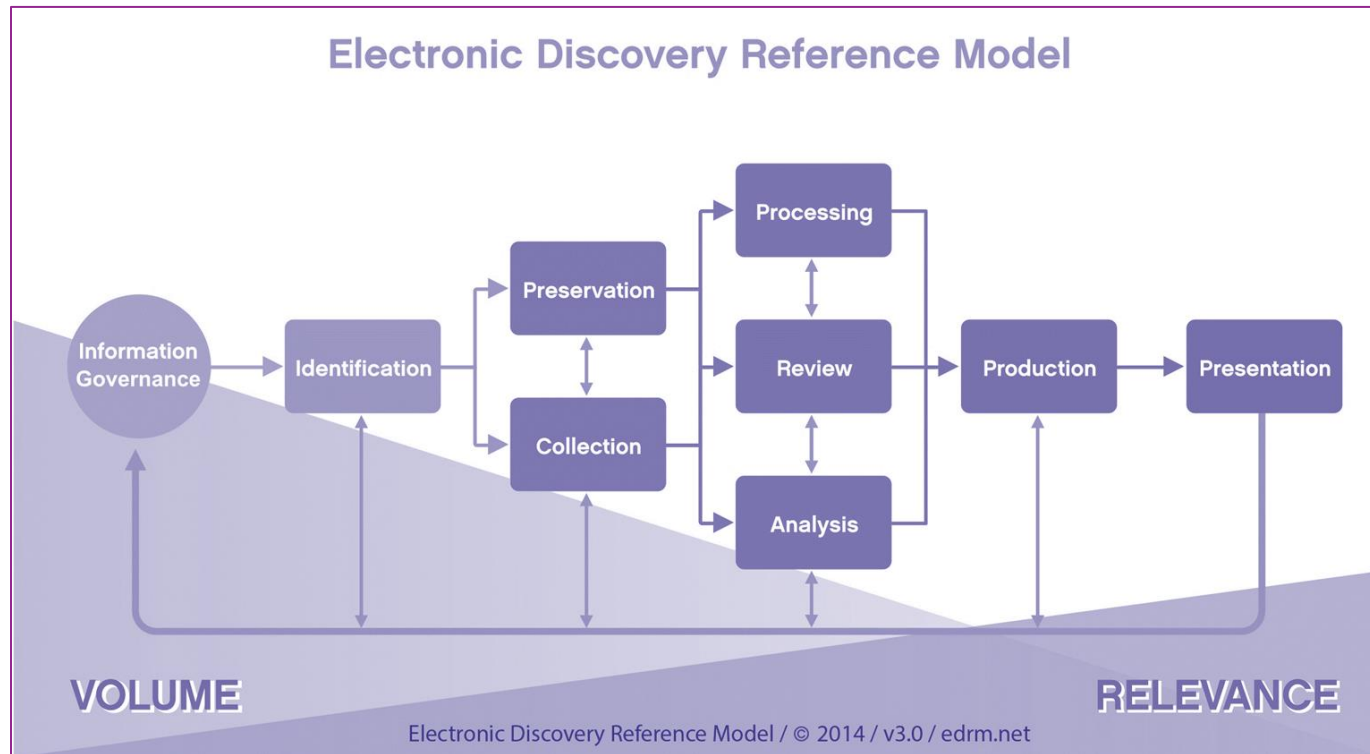 Electronic Discovery Reference Model
Information
Governance
Identification
Preservation
Collection
Processing
Review
Analysis
Production
Presentation
VOLUME
RELEVANCE
Electronic Discovery Reference Model / © 2014 / v3.0 / edrm.net